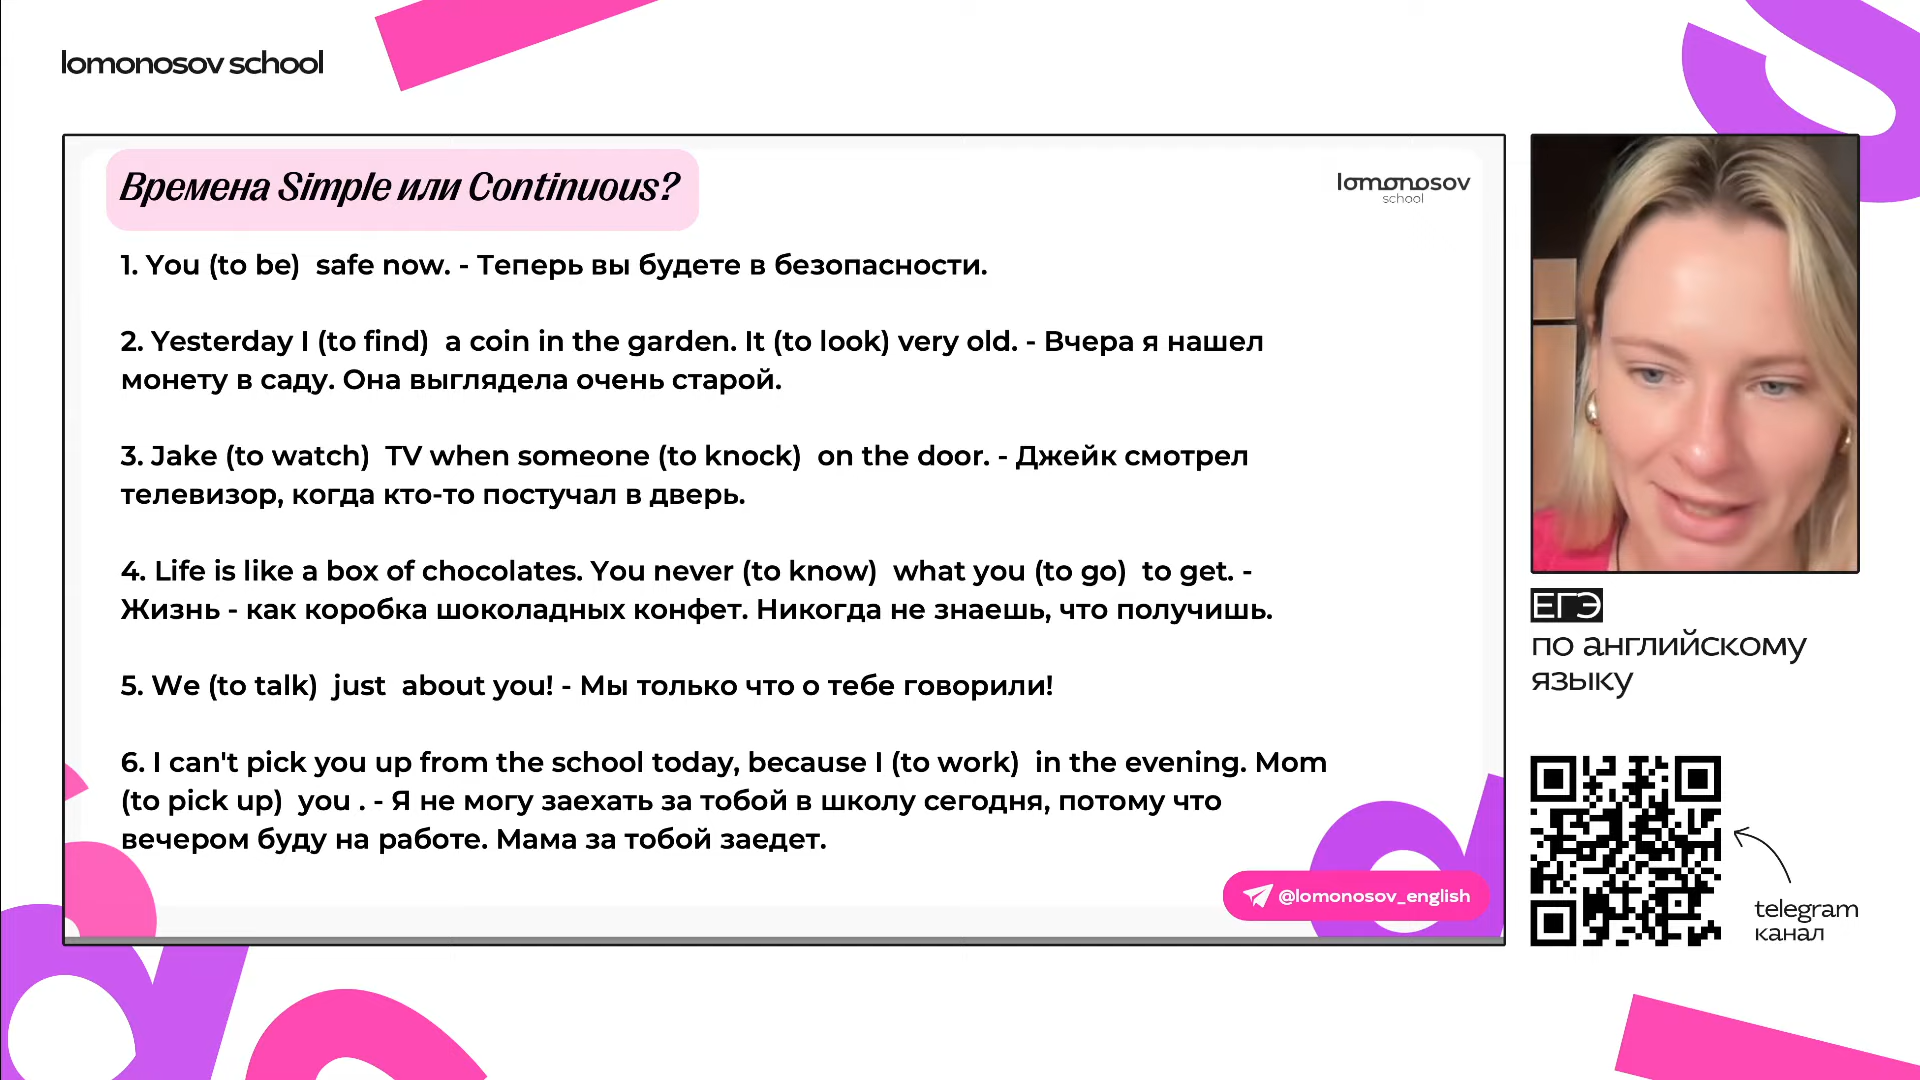 lomonosov school
Времена Simple или Continuous?
lomonosov
school
1. You (to be) safe now. - Теперь вы будете в безопасности.
2. Yesterday I (to find) a coin in the garden. It (to look) very old. - Вчера я нашел
монету в саду. Она выглядела очень старой.
3. Jake (to watch) TV when someone (to knock) on the door. - Джейк смотрел
телевизор, когда кто-то постучал в дверь.
4. Life is like a box of chocolates. You never (to know) what you (to go) to get. -
Жизнь - как коробка шоколадных конфет. Никогда не знаешь, что получишь.
5. We (to talk) just about you! - Мы только что о тебе говорили!
6. I can't pick you up from the school today, because I (to work) in the evening. Mom
(to pick up) you . - Я не могу заехать за тобой в школу сегодня, потому что
вечером буду на работе. Мама за тобой заедет.
@lomonosov_english
ЕГЭ
по английскому
языку
telegram
канал